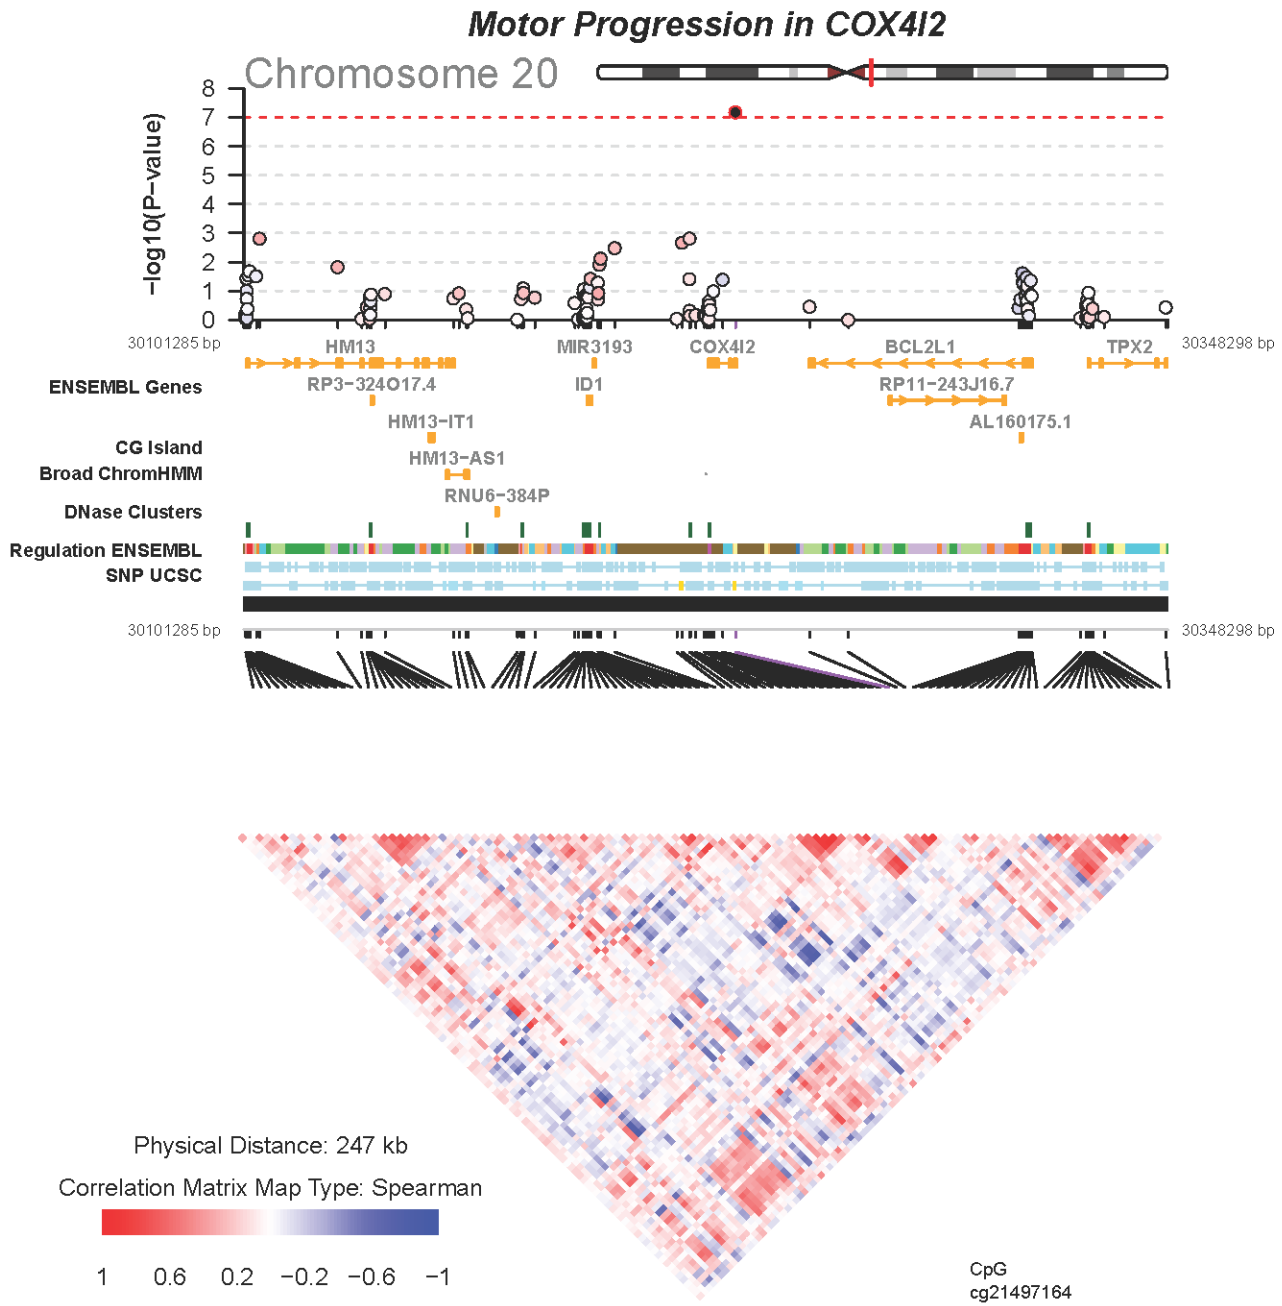 Motor Progression in COX4I2
Chromosome 20
8
7
6
5
4
3
2
1
0
−log10(P−value)
30101285 bp
30348298 bp
HM13 MIR3193 COX4I2 BCL2L1 TPX2
ENSEMBL Genes
RP3−324O17.4 ID1 RP11−243J16.7
HM13−IT1 AL160175.1
CG Island
HM13−AS1
Broad ChromHMM
RNU6−384P
DNase Clusters
Regulation ENSEMBL
SNP UCSC
30101285 bp
30348298 bp
Physical Distance: 247 kb
Correlation Matrix Map Type: Spearman
1 0.6 0.2 −0.2 −0.6 −1
CpG
cg21497164